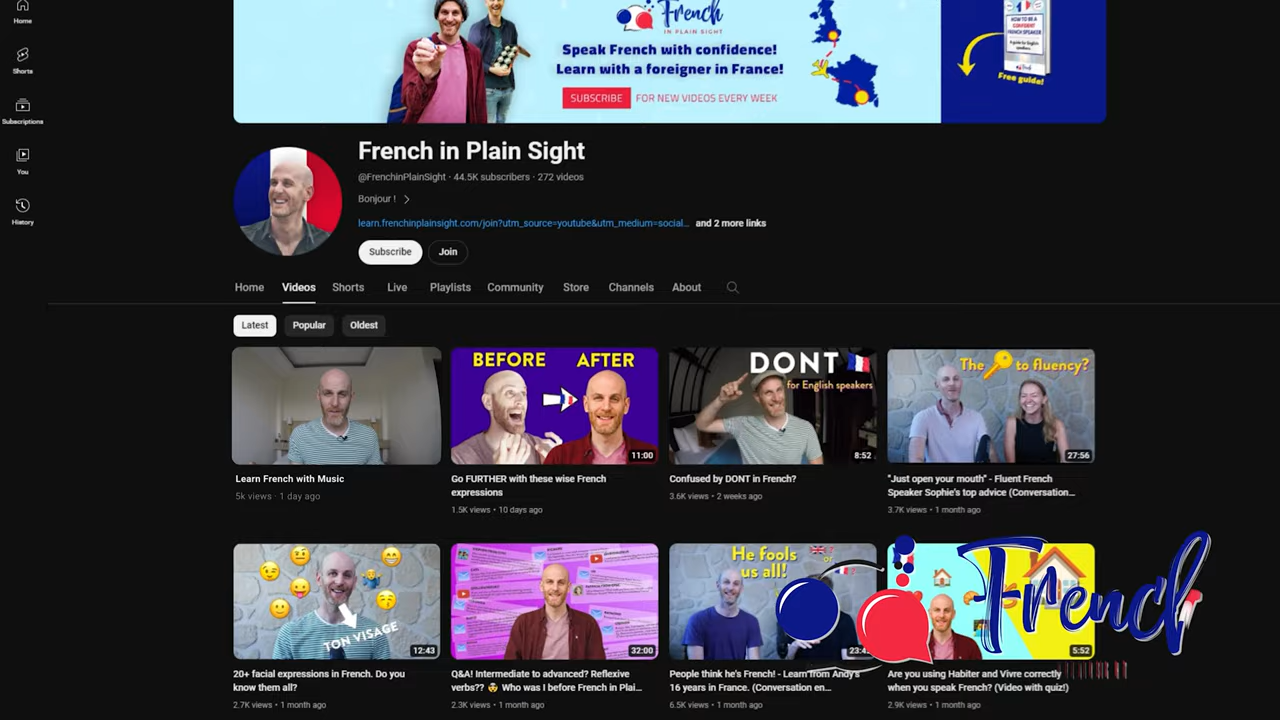 Home
Shorts
Subscriptions
You
History
French
IN PLAIN SIGHT
Speak French with confidence!
Learn with a foreigner in France!
SUBSCRIBE FOR NEW VIDEOS EVERY WEEK
HOW TO BE A
CONFIDENT
FRENCH SPEAKER
Free guide!
French in Plain Sight
@FrenchinPlainSight · 44.5K subscribers · 272 videos
Bonjour !
learn.frenchinplainsight.com/join?utm_source=youtube&utm_medium=social... and 2 more links
Subscribe Join
Home Videos Shorts Live Playlists Community Store Channels About
Latest Popular Oldest
BEFORE AFTER
11:00
DONT
for English speakers
8:52
The to fluency?
27:56
Learn French with Music
5k views · 1 day ago
Go FURTHER with these wise French
expressions
1.5K views • 10 days ago
Confused by DONT in French?
3.6K views • 2 weeks ago
"Just open your mouth" - Fluent French
Speaker Sophie's top advice (Conversation...
3.7K views • 1 month ago
TON VISAGE
12:43
32:00
He fools
us all!
5:52
French
20+ facial expressions in French. Do you
know them all?
2.7K views • 1 month ago
Q&A! Intermediate to advanced? Reflexive
verbs?? 🤯 Who was I before French in Plai...
2.3K views • 1 month ago
People think he's French! - Learn from Andy's
16 years in France. (Conversation en...
6.5K views • 1 month ago
Are you using Habiter and Vivre correctly
when you speak French? (Video with quiz!)
2.9K views • 1 month ago